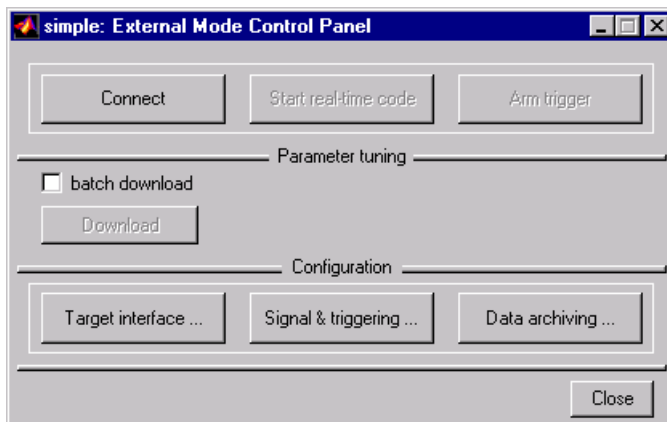 simple: External Mode Control Panel
Connect Start real-time code Arm trigger
Parameter tuning
batch download
Download
Configuration
Target interface ... Signal & triggering ... Data archiving ...
Close